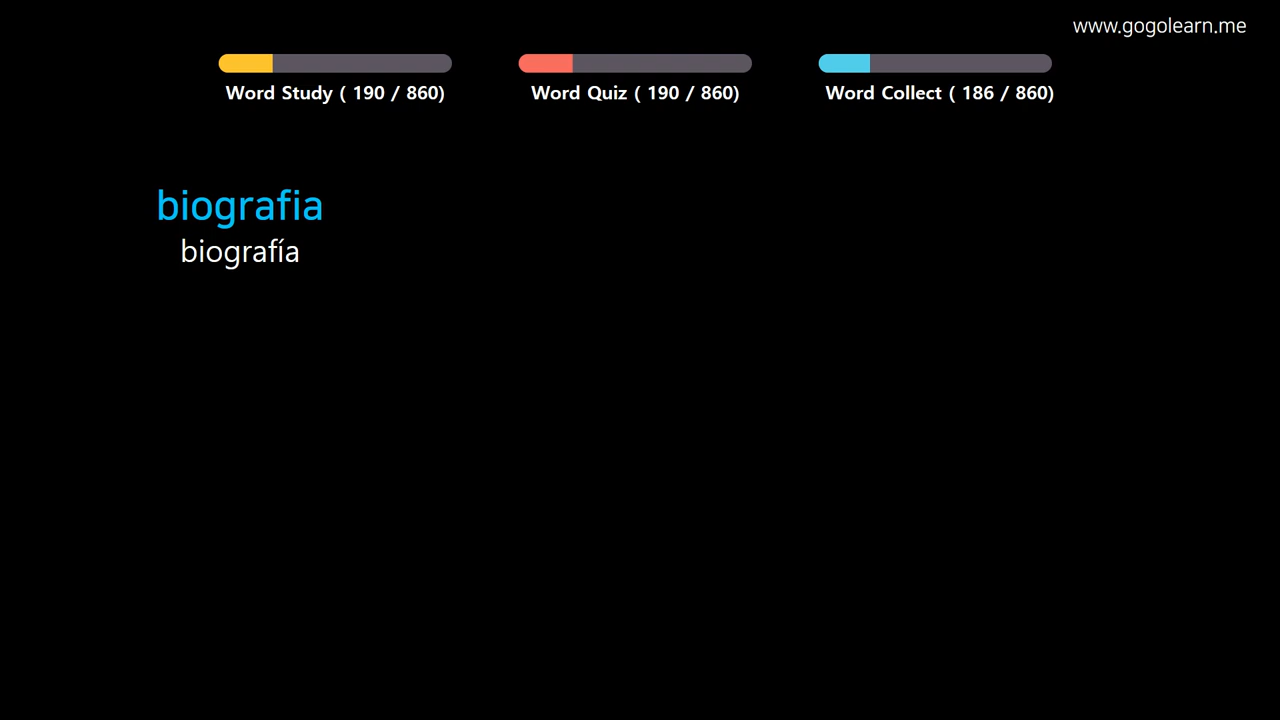 www.gogolearn.me
Word Study ( 190 / 860)
Word Quiz ( 190 / 860)
Word Collect ( 186 / 860)
biografia
biografía